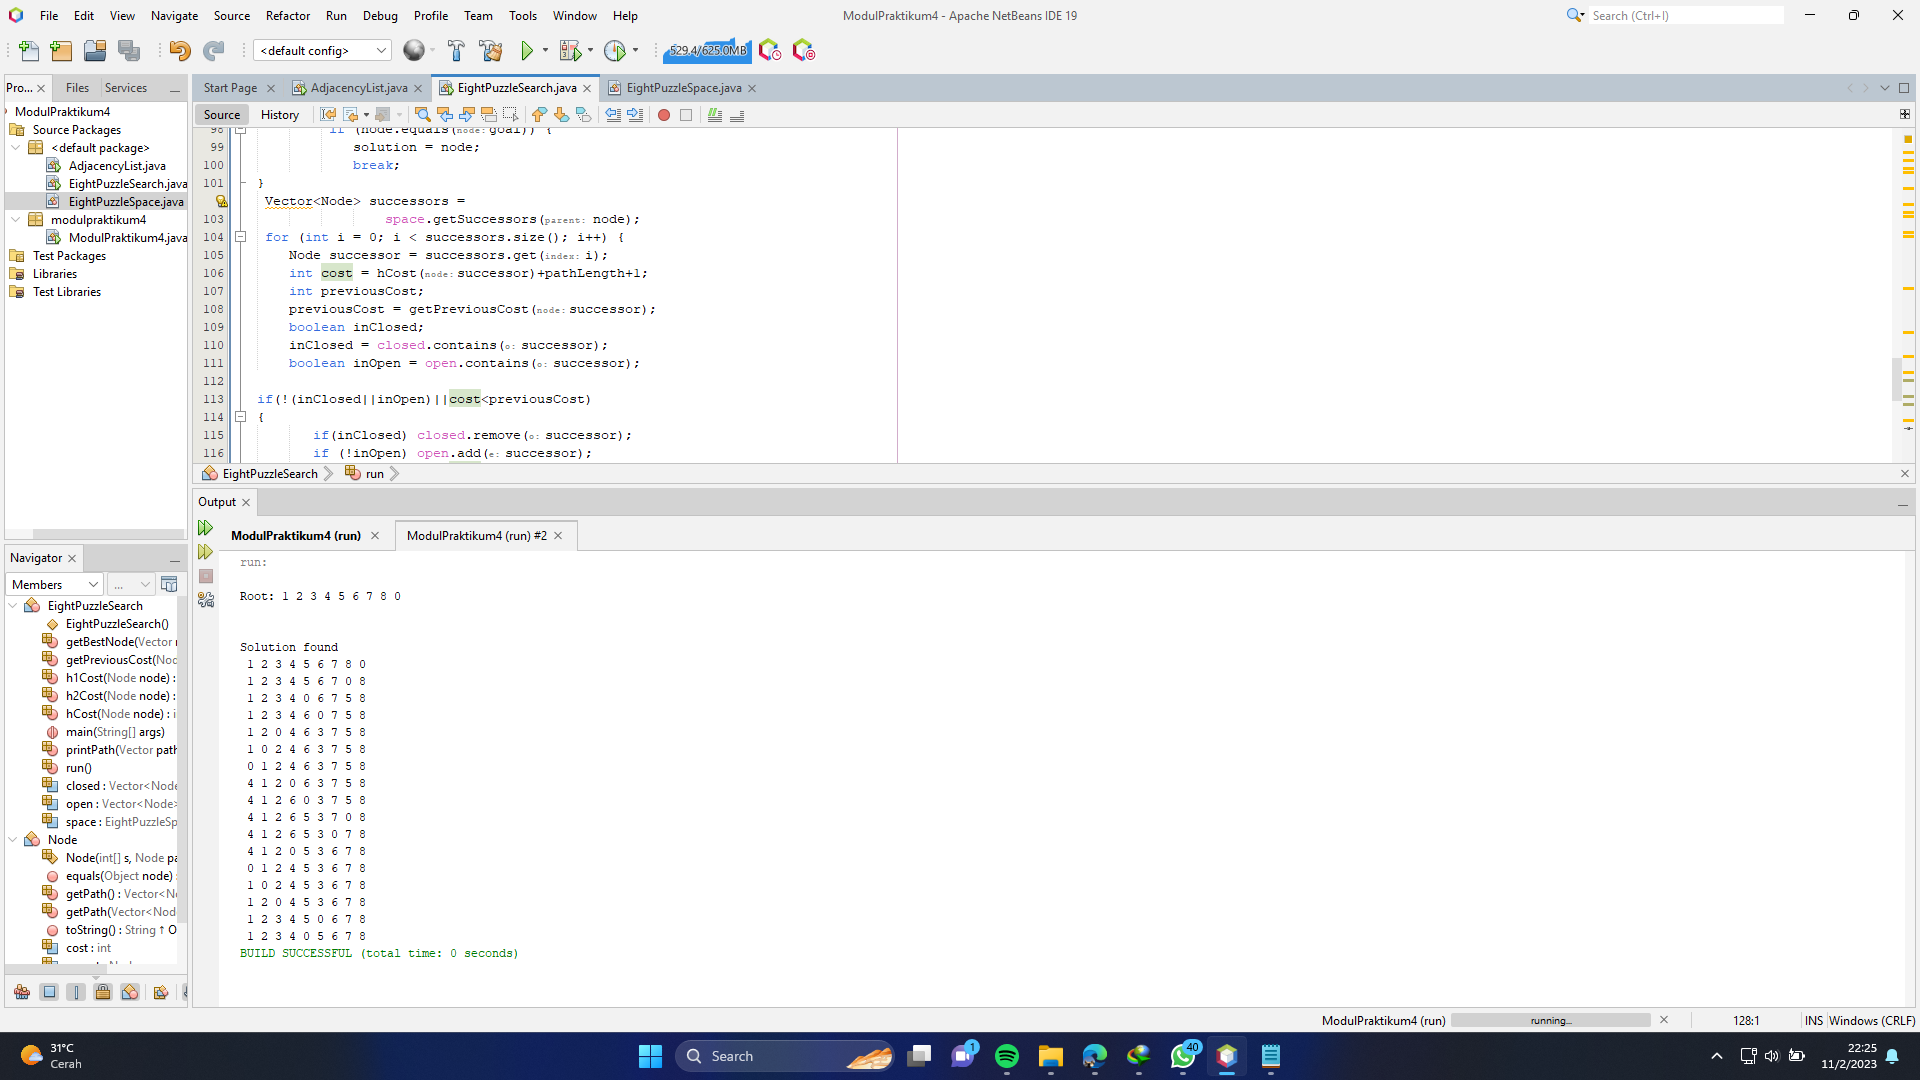 File Edit View Navigate Source Refactor Run Debug Profile Team Tools Window Help
ModulPraktikum4 - Apache NetBeans IDE 19
Search (Ctrl+I)
<default config>
529.4/625.0MB
Pro...
Files
Services
ModulPraktikum4
Source Packages
<default package>
AdjacencyList.java
EightPuzzleSearch.java
EightPuzzleSpace.java
modulpraktikum4
ModulPraktikum4.java
Test Packages
Libraries
Test Libraries
Start Page
AdjacencyList.java
EightPuzzleSearch.java
EightPuzzleSpace.java
Source
History
98 if (node.equals(node: goal)) {
99 solution = node;
100 break;
101 }
Vector<Node> successors =
103 space.getSuccessors(parent: node);
104 for (int i = 0; i < successors.size(); i++) {
105 Node successor = successors.get(index: i);
106 int cost = hCost(node: successor)+pathLength+1;
107 int previousCost;
108 previousCost = getPreviousCost(node: successor);
109 boolean inClosed;
110 inClosed = closed.contains(o: successor);
111 boolean inOpen = open.contains(o: successor);
112
113 if(!(inClosed||inOpen)||cost<previousCost)
114 {
115 if(inClosed) closed.remove(o: successor);
116 if (!inOpen) open.add(e: successor);
EightPuzzleSearch
run
Output
ModulPraktikum4 (run)
ModulPraktikum4 (run) #2
run:
Root: 1 2 3 4 5 6 7 8 0
Solution found
1 2 3 4 5 6 7 8 0
1 2 3 4 5 6 7 0 8
1 2 3 4 0 6 7 5 8
1 2 3 4 6 0 7 5 8
1 2 0 4 6 3 7 5 8
1 0 2 4 6 3 7 5 8
0 1 2 4 6 3 7 5 8
4 1 2 0 6 3 7 5 8
4 1 2 6 0 3 7 5 8
4 1 2 6 5 3 7 0 8
4 1 2 6 5 3 0 7 8
4 1 2 0 5 3 6 7 8
0 1 2 4 5 3 6 7 8
1 0 2 4 5 3 6 7 8
1 2 0 4 5 3 6 7 8
1 2 3 4 5 0 6 7 8
1 2 3 4 0 5 6 7 8
BUILD SUCCESSFUL (total time: 0 seconds)
Navigator
Members
...
EightPuzzleSearch
EightPuzzleSearch()
getBestNode(Vector
getPreviousCost(Nod
h1Cost(Node node) :
h2Cost(Node node) :
hCost(Node node) : i
main(String[] args)
printPath(Vector path
run()
closed : Vector<Node
open : Vector<Node>
space : EightPuzzleSp
Node
Node(int[] s, Node pa
equals(Object node)
getPath() : Vector<No
getPath(Vector<Nod
toString() : String ↑ O
cost : int
ModulPraktikum4 (run)
running...
128:1
INS
Windows (CRLF)
31°C
Cerah
Search
1
40
22:25
11/2/2023